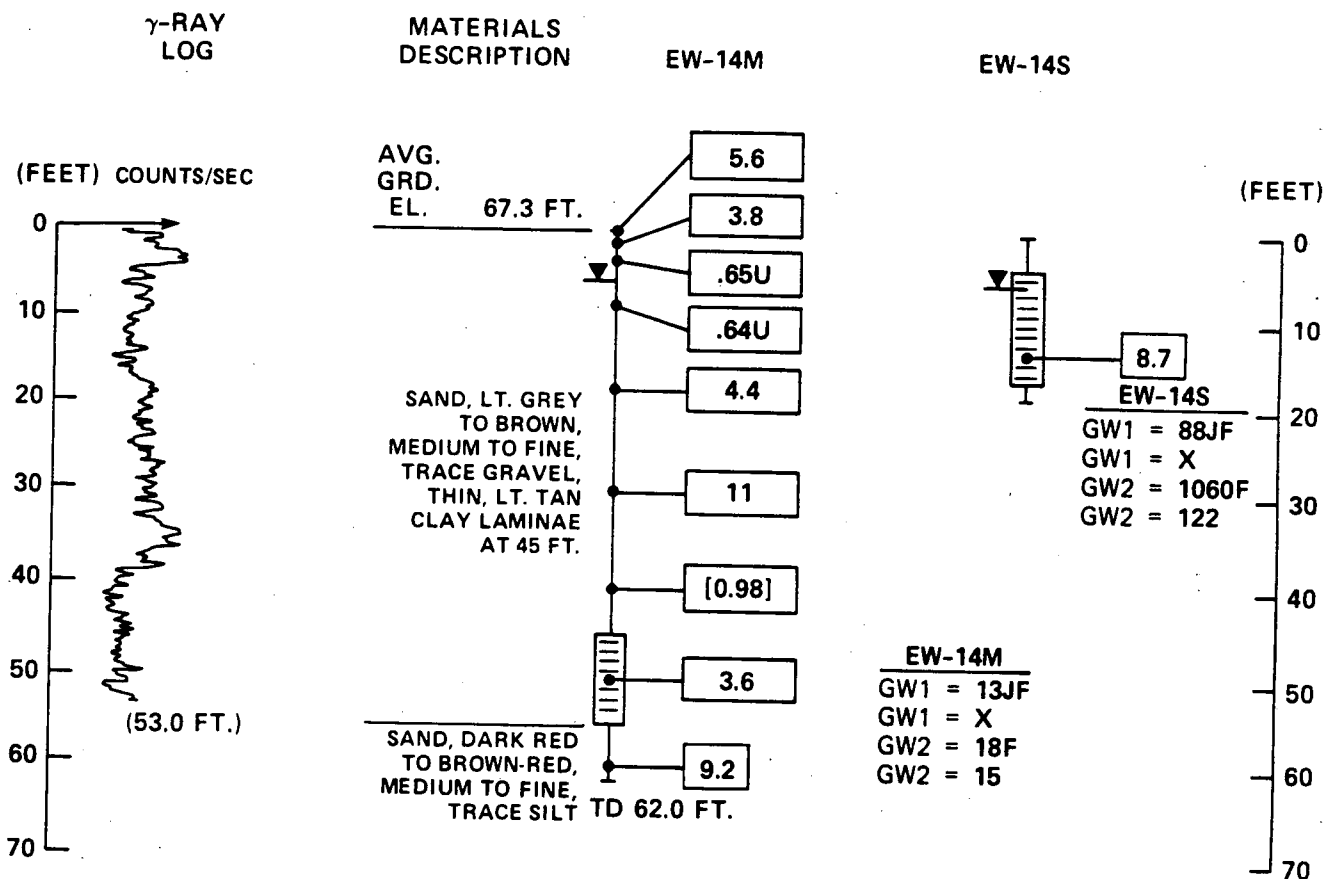 γ-RAY
LOG
MATERIALS
DESCRIPTION
EW-14M
EW-14S
(FEET) COUNTS/SEC
0
10
20
30
40
50
60
70
(53.0 FT.)
AVG.
GRD.
EL. 67.3 FT.
SAND, LT. GREY
TO BROWN,
MEDIUM TO FINE,
TRACE GRAVEL,
THIN, LT. TAN
CLAY LAMINAE
AT 45 FT.
SAND, DARK RED
TO BROWN-RED,
MEDIUM TO FINE,
TRACE SILT
TD 62.0 FT.
5.6
3.8
.65U
.64U
4.4
11
[0.98]
3.6
9.2
EW-14M
GW1 = 13JF
GW1 = X
GW2 = 18F
GW2 = 15
8.7
EW-14S
GW1 = 88JF
GW1 = X
GW2 = 1060F
GW2 = 122
(FEET)
0
10
20
30
40
50
60
70